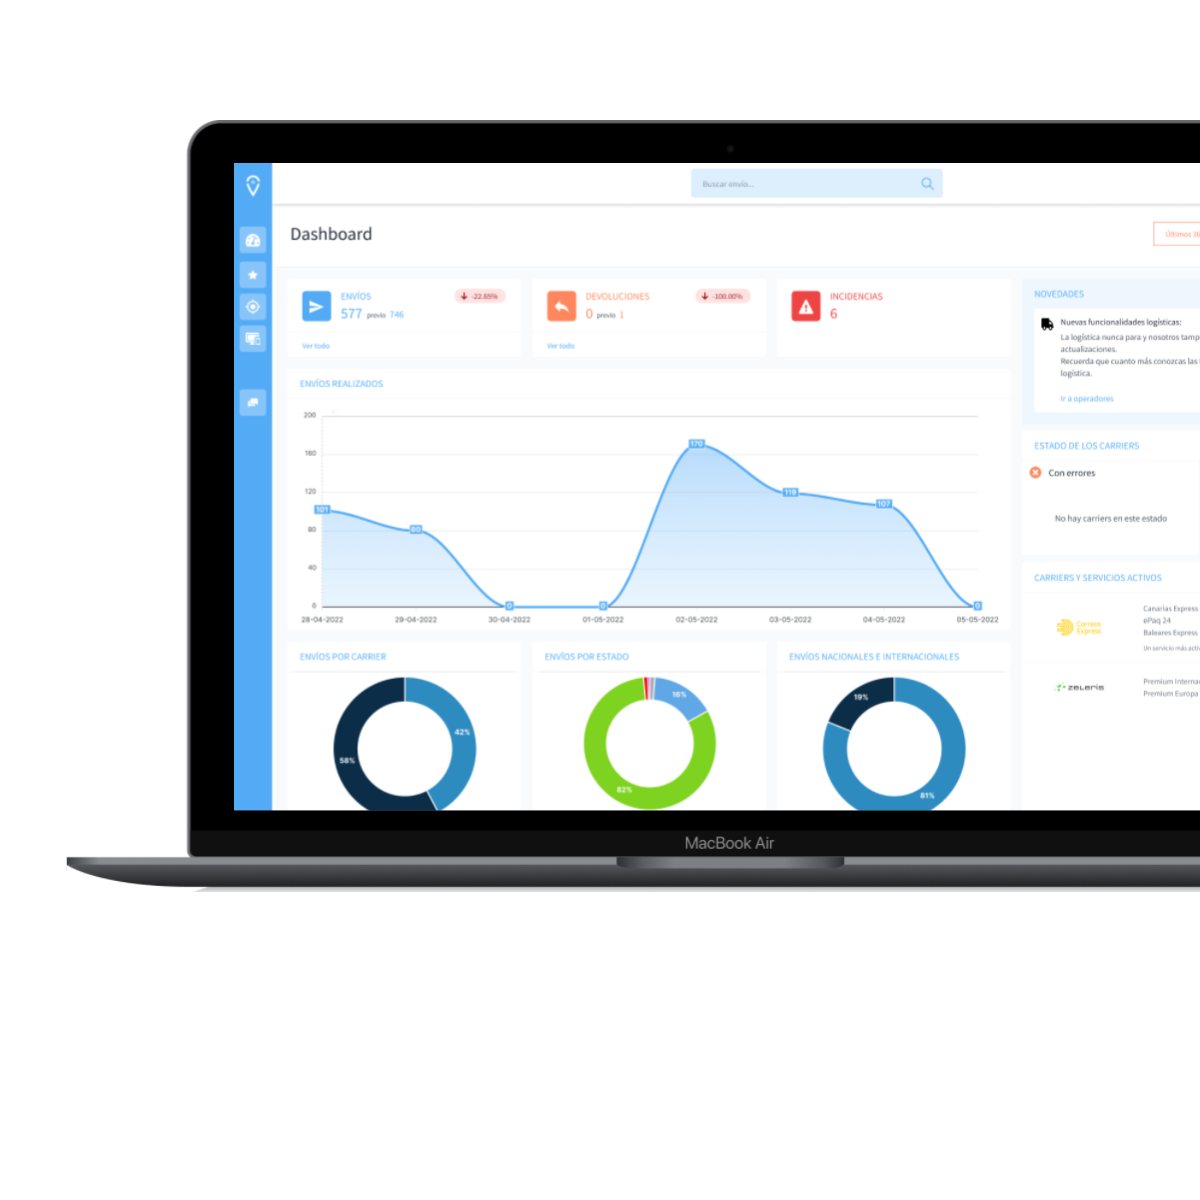 Buscar envío...
Dashboard
Últimos 36
ENVÍOS
-22.65%
577 previo 746
Ver todo
DEVOLUCIONES
-100.00%
0 previo 1
Ver todo
INCIDENCIAS
6
NOVEDADES
Nuevas funcionalidades logísticas:
La logística nunca para y nosotros tamp
actualizaciones.
Recuerda que cuanto más conozcas las
logística.
Ir a operadores
ENVÍOS REALIZADOS
200
160
120
80
40
0
101
80
0
0
170
119
107
0
28-04-2022
29-04-2022
30-04-2022
01-05-2022
02-05-2022
03-05-2022
04-05-2022
05-05-2022
ESTADO DE LOS CARRIERS
Con errores
No hay carriers en este estado
CARRIERS Y SERVICIOS ACTIVOS
Correos
Express
Canarias Express
ePaq 24
Baleares Express
Un servicio más activ
zeleris
Premium Interna
Premium Europa
ENVÍOS POR CARRIER
42%
58%
ENVÍOS POR ESTADO
16%
82%
ENVÍOS NACIONALES E INTERNACIONALES
19%
81%
MacBook Air